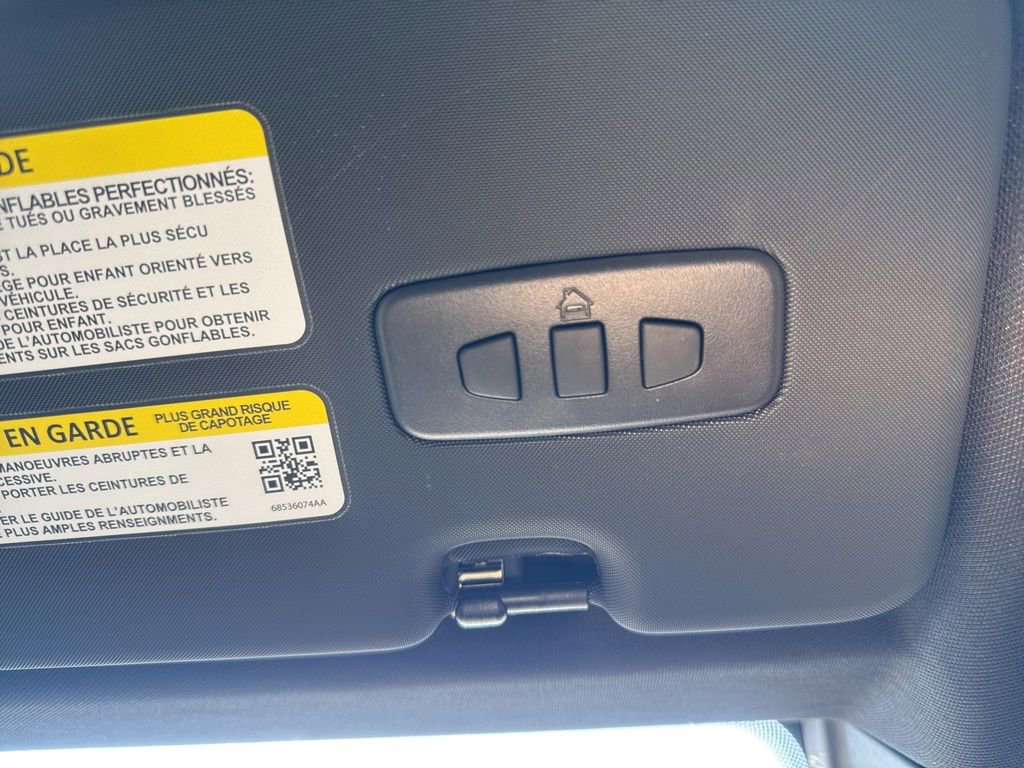 DE
NFLABLES PERFECTIONNÉS:
TUÉS OU GRAVEMENT BLESSÉS
LA PLACE LA PLUS SÉCU
S.
POUR ENFANT ORIENTÉ VERS
VÉHICULE.
CEINTURES DE SÉCURITÉ ET LES
POUR ENFANT.
DE L'AUTOMOBILISTE POUR OBTENIR
ENTS SUR LES SACS GONFLABLES.
EN GARDE PLUS GRAND RISQUE
DE CAPOTAGE
MANOEUVRES ABRUPTES ET LA
CESSIVE.
PORTER LES CEINTURES DE
ER LE GUIDE DE L'AUTOMOBILISTE
PLUS AMPLES RENSEIGNMENTS.
68536074AA